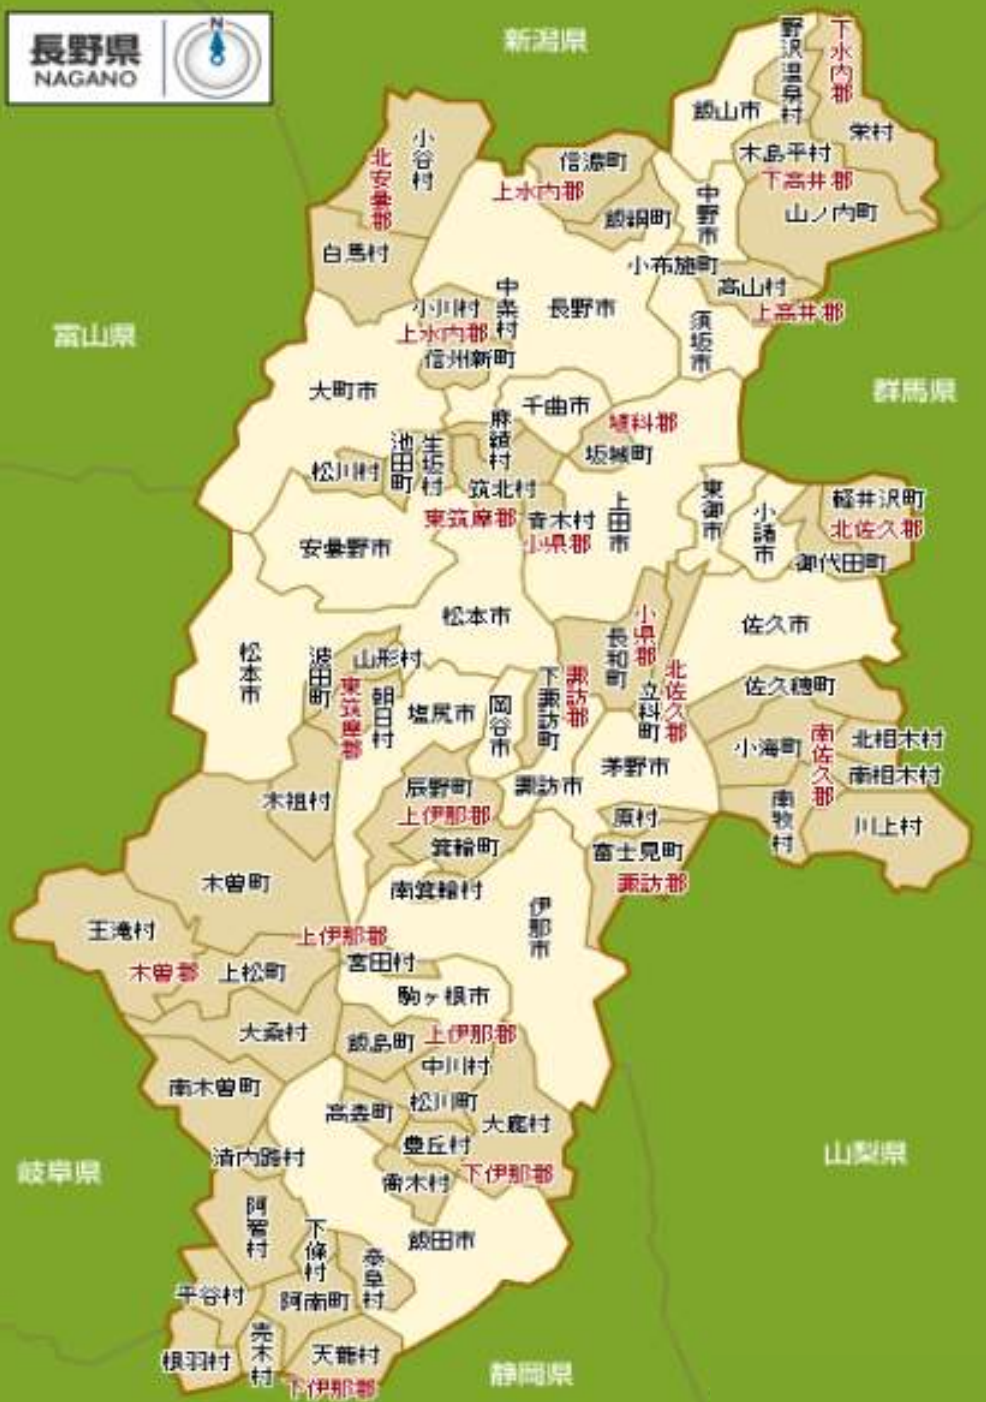 長野県
NAGANO
N
新潟県
野沢温泉村
下水内郡
飯山市
栄村
小谷村
北安曇郡
信濃町
上水内郡
木島平村
下高井郡
中野市
山ノ内町
飯綱町
白馬村
小布施町
高山村
上高井郡
小川村
中条村
長野市
須坂市
上水内郡
信州新町
富山県
大町市
千曲市
埴科郡
坂城町
群馬県
麻績村
池田町
生坂村
松川村
筑北村
東筑摩郡
青木村
小県郡
上田市
東御市
小諸市
軽井沢町
北佐久郡
御代田町
安曇野市
松本市
佐久市
松本市
波田町
山形村
東筑摩郡
朝日村
塩尻市
岡谷市
下諏訪町
諏訪郡
長和町
小県郡
立科町
北佐久郡
佐久穂町
小海町
南佐久郡
北相木村
南相木村
南牧村
川上村
茅野市
諏訪市
辰野町
上伊那郡
木祖村
箕輪町
原村
富士見町
諏訪郡
南箕輪村
木曽町
伊那市
王滝村
上伊那郡
木曽郡
上松町
宮田村
駒ヶ根市
大桑村
飯島町
上伊那郡
中川村
南木曽町
高森町
松川町
大鹿村
豊丘村
清内路村
喬木村
下伊那郡
岐阜県
山梨県
阿智村
下條村
泰阜村
飯田市
平谷村
阿南町
売木村
根羽村
天龍村
下伊那郡
静岡県